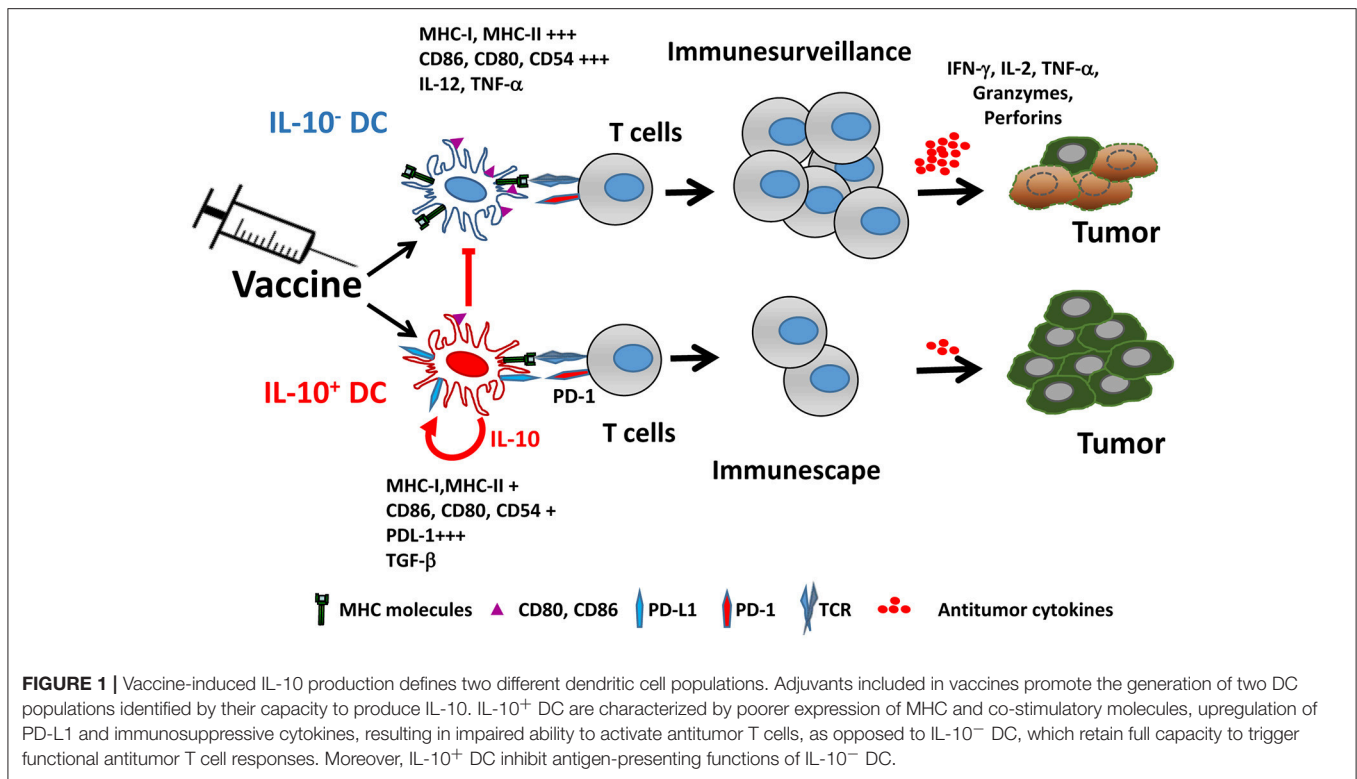 MHC-I, MHC-II +++
CD86, CD80, CD54 +++
IL-12, TNF-α
Immunesurveillance
IFN-γ, IL-2, TNF-α,
Granzymes,
Perforins
IL-10⁻ DC
T cells
Tumor
Vaccine
IL-10⁺ DC
PD-1
IL-10
T cells
Immunescape
Tumor
MHC-I,MHC-II +
CD86, CD80, CD54 +
PDL-1+++
TGF-β
MHC molecules
CD80, CD86
PD-L1
PD-1
TCR
Antitumor cytokines
FIGURE 1 | Vaccine-induced IL-10 production defines two different dendritic cell populations. Adjuvants included in vaccines promote the generation of two DC
populations identified by their capacity to produce IL-10. IL-10⁺ DC are characterized by poorer expression of MHC and co-stimulatory molecules, upregulation of
PD-L1 and immunosuppressive cytokines, resulting in impaired ability to activate antitumor T cells, as opposed to IL-10⁻ DC, which retain full capacity to trigger
functional antitumor T cell responses. Moreover, IL-10⁺ DC inhibit antigen-presenting functions of IL-10⁻ DC.